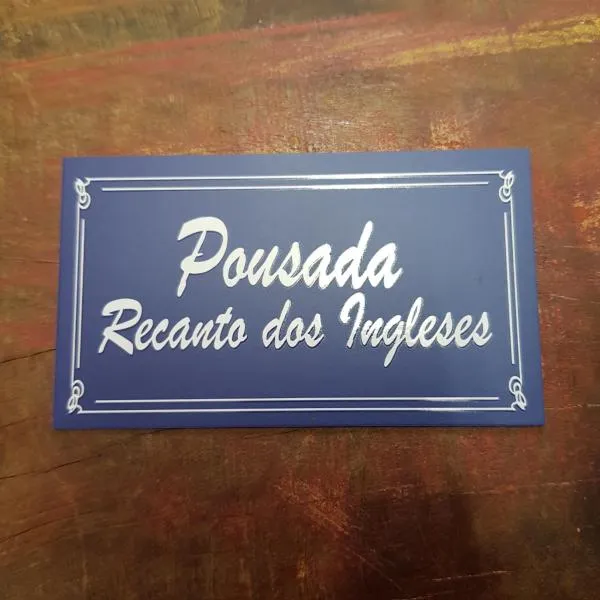 Pousada
Recanto dos Ingleses